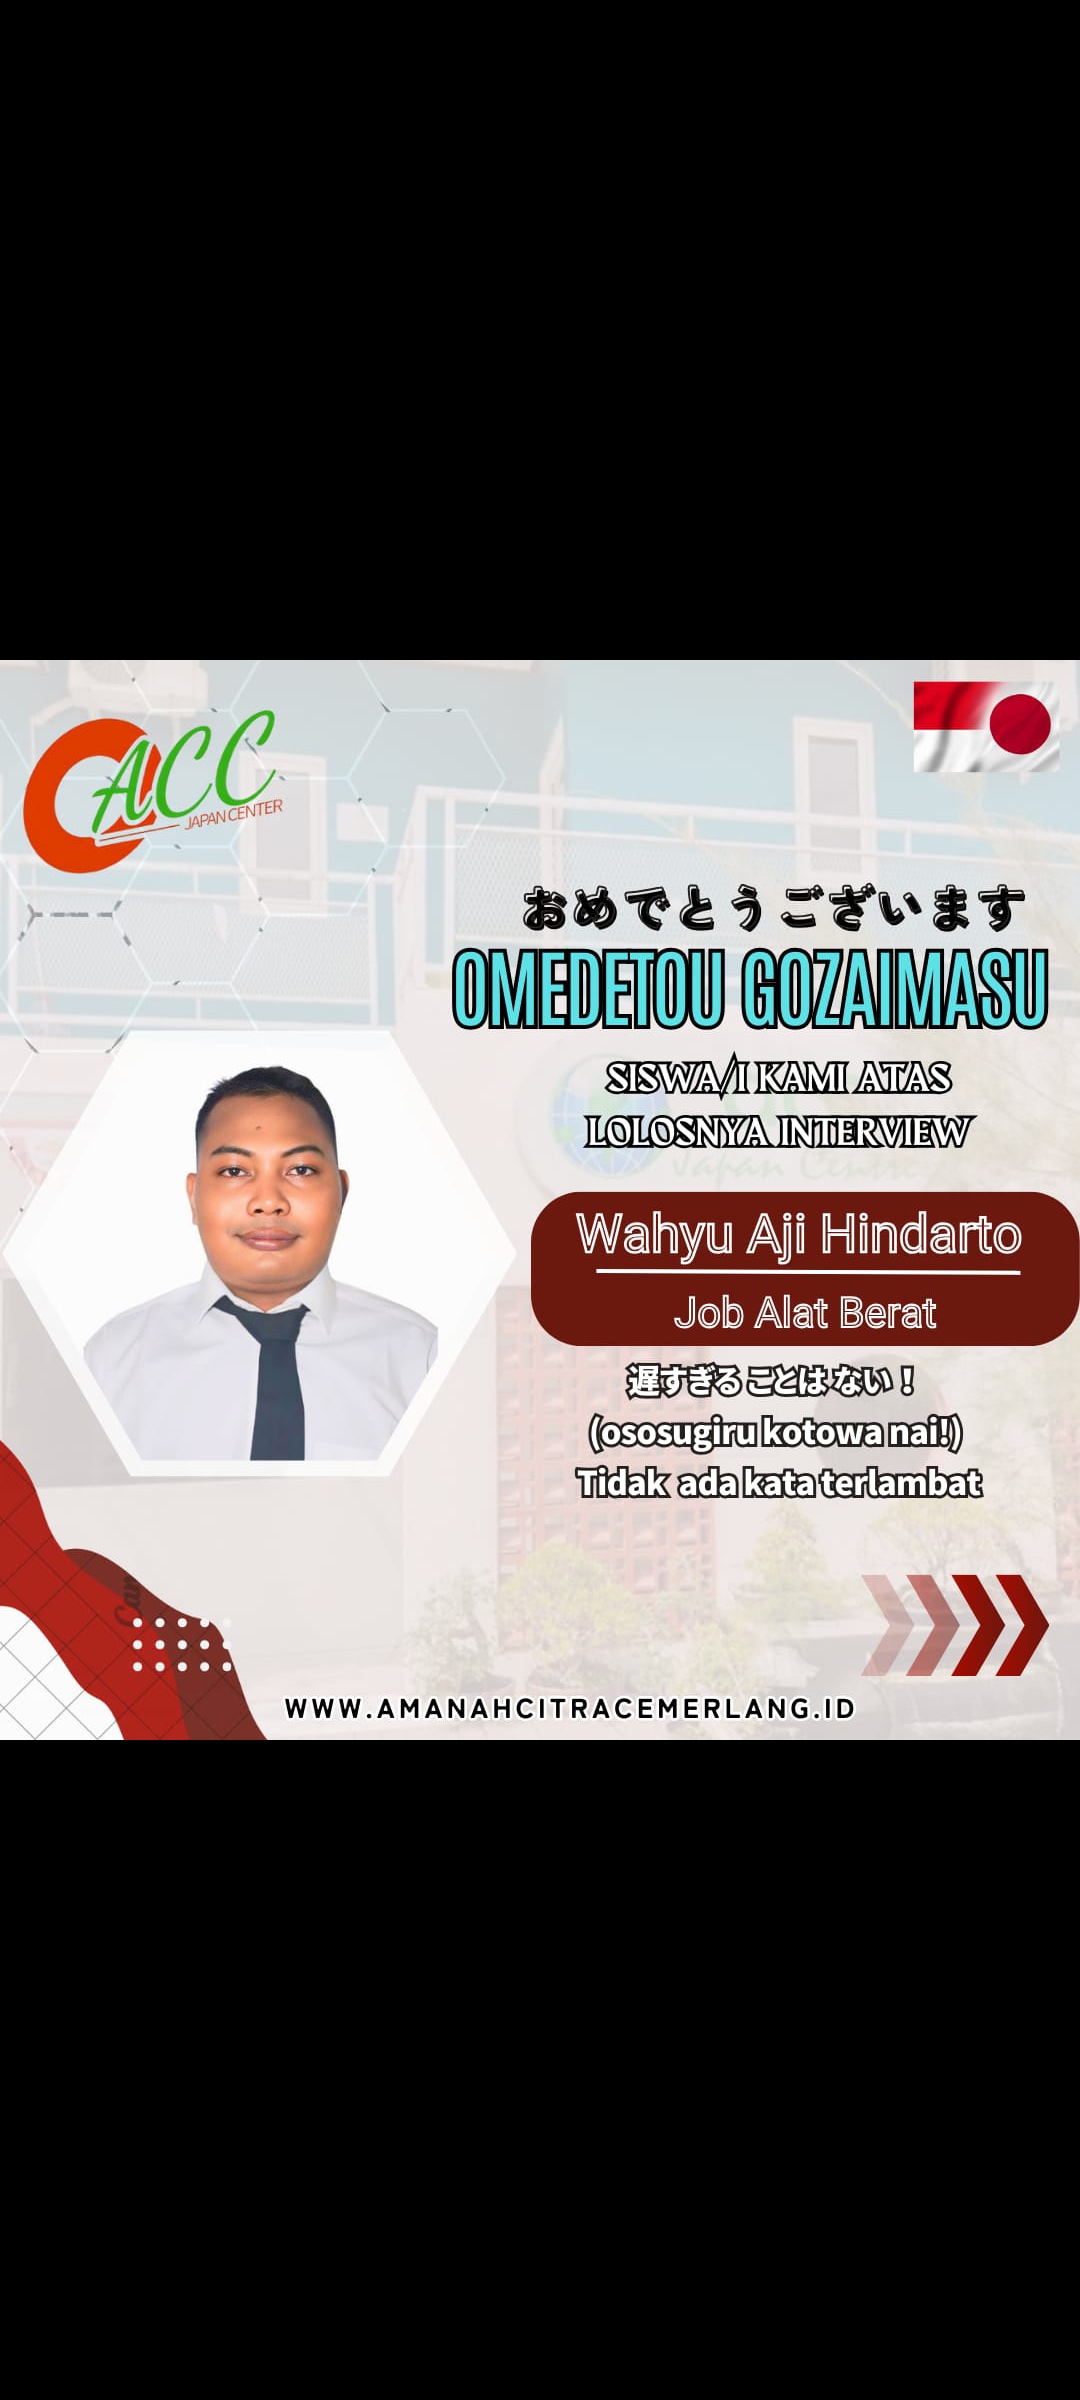 ACC
JAPAN CENTER
おめでとうございます
OMEDETOU GOZAIMASU
SISWA/I KAMI ATAS
LOLOSNYA INTERVIEW
Japan Centre
Wahyu Aji Hindarto
Job Alat Berat
遅すぎることはない！
(ososugiru kotowa nai!)
Tidak ada kata terlambat
WWW.AMANAHCITRACEMERLANG.ID